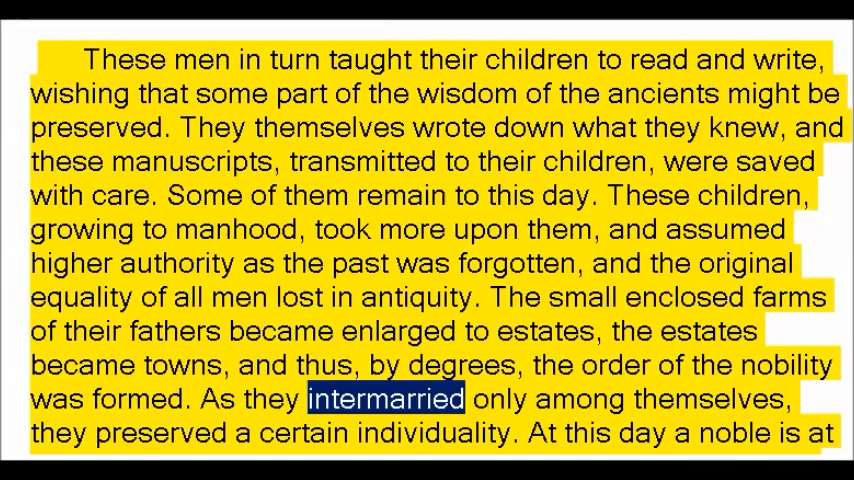 These men in turn taught their children to read and write,
wishing that some part of the wisdom of the ancients might be
preserved. They themselves wrote down what they knew, and
these manuscripts, transmitted to their children, were saved
with care. Some of them remain to this day. These children,
growing to manhood, took more upon them, and assumed
higher authority as the past was forgotten, and the original
equality of all men lost in antiquity. The small enclosed farms
of their fathers became enlarged to estates, the estates
became towns, and thus, by degrees, the order of the nobility
was formed. As they intermarried only among themselves,
they preserved a certain individuality. At this day a noble is at